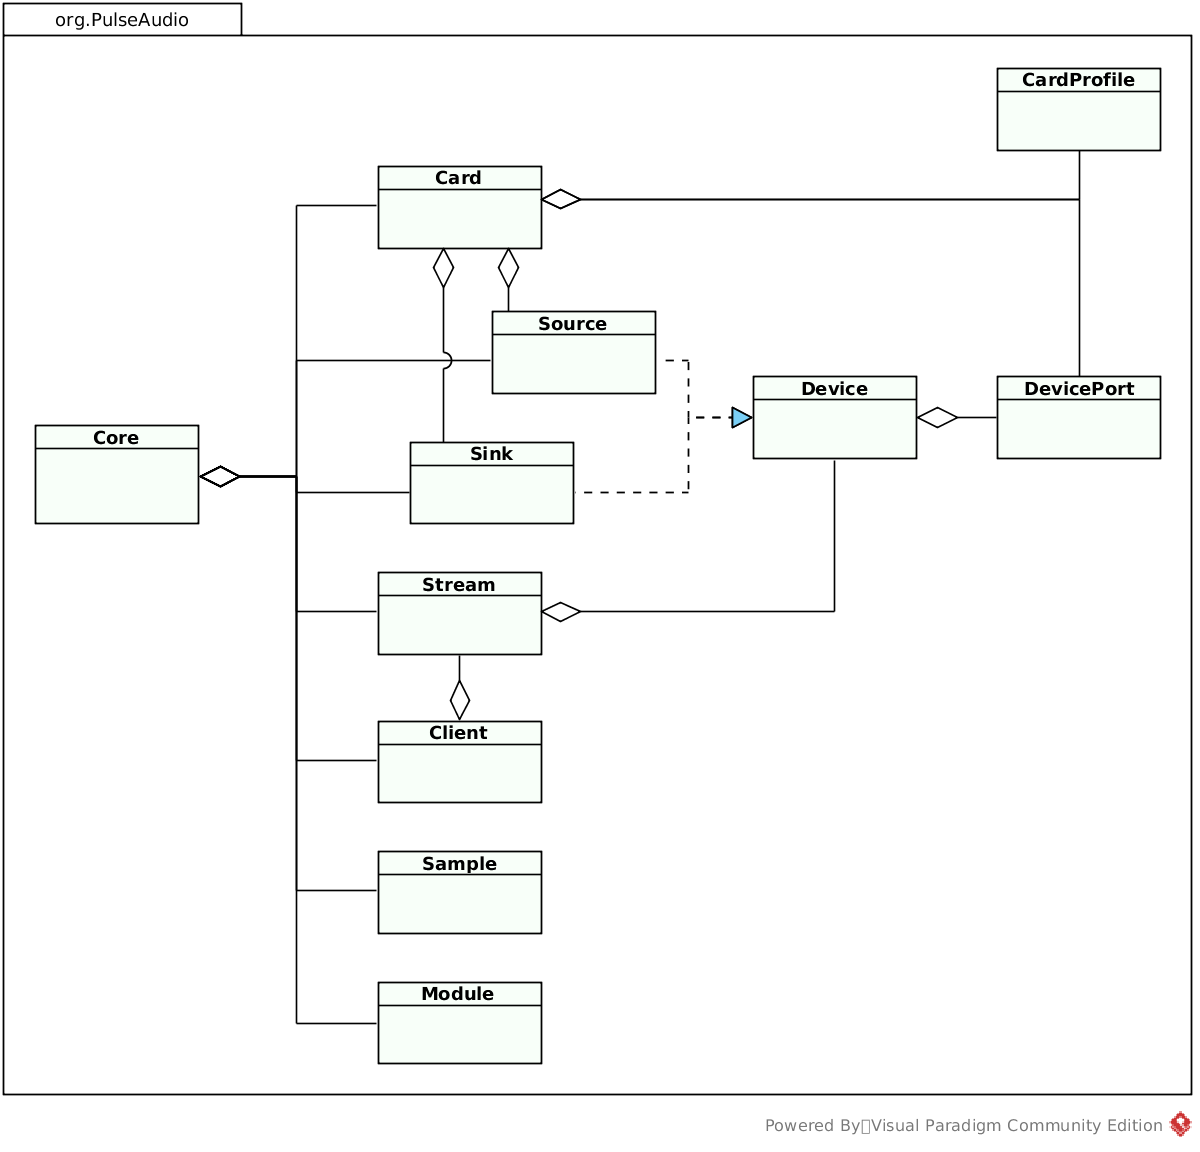 org.PulseAudio
CardProfile
Card
Source
Device
DevicePort
Core
Sink
Stream
Client
Sample
Module
Powered By▯Visual Paradigm Community Edition